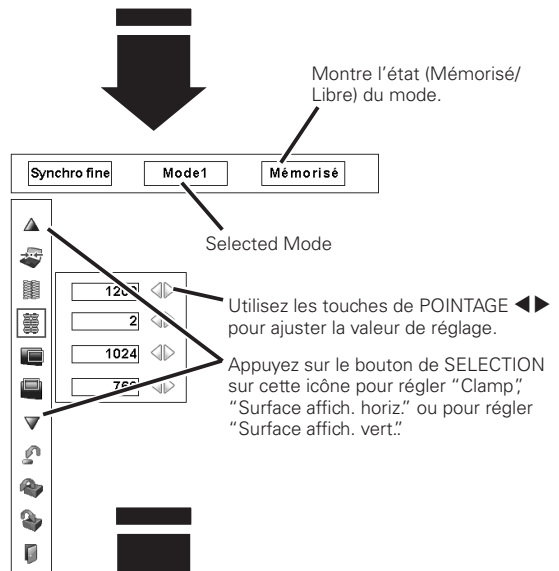 Montre l'état (Mémorisé/
Libre) du mode.
Synchro fine Mode1 Mémorisé
Selected Mode
2
1024
Utilisez les touches de POINTAGE ◀▶
pour ajuster la valeur de réglage.
Appuyez sur le bouton de SELECTION
sur cette icône pour régler “Clamp”,
“Surface affich. horiz.” ou pour régler
“Surface affich. vert.”.